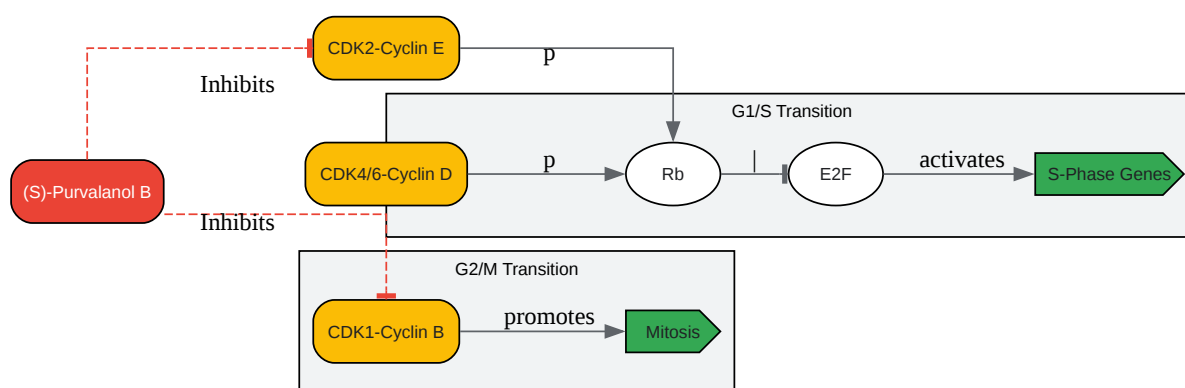 CDK2-Cyclin E
p
Inhibits
G1/S Transition
(S)-Purvalanol B
CDK4/6-Cyclin D
p
Rb
|
E2F
activates
S-Phase Genes
Inhibits
G2/M Transition
CDK1-Cyclin B
promotes
Mitosis